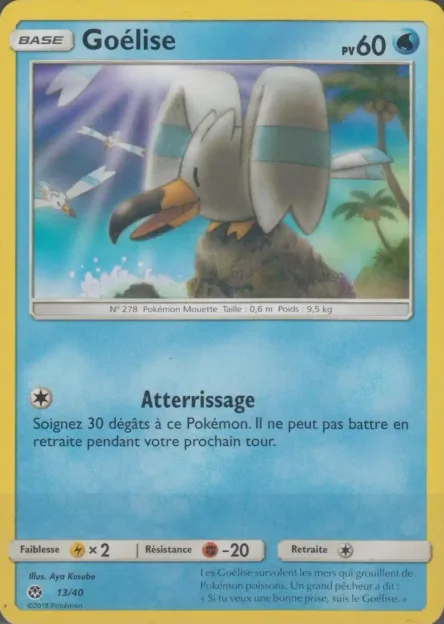 BASE Goélise PV60
N° 278 Pokémon Mouette Taille : 0,6 m Poids : 9,5 kg
Atterrissage
Soignez 30 dégâts à ce Pokémon. Il ne peut pas battre en
retraite pendant votre prochain tour.
Faiblesse ×2 Résistance -20 Retraite
Illus. Aya Kusube
13/40
©2018 Pokémon
Les Goélise survolent les mers qui grouillent de
Pokémon poissons. Un grand pêcheur a dit :
« Si tu veux une bonne prise, suis le Goélise. »